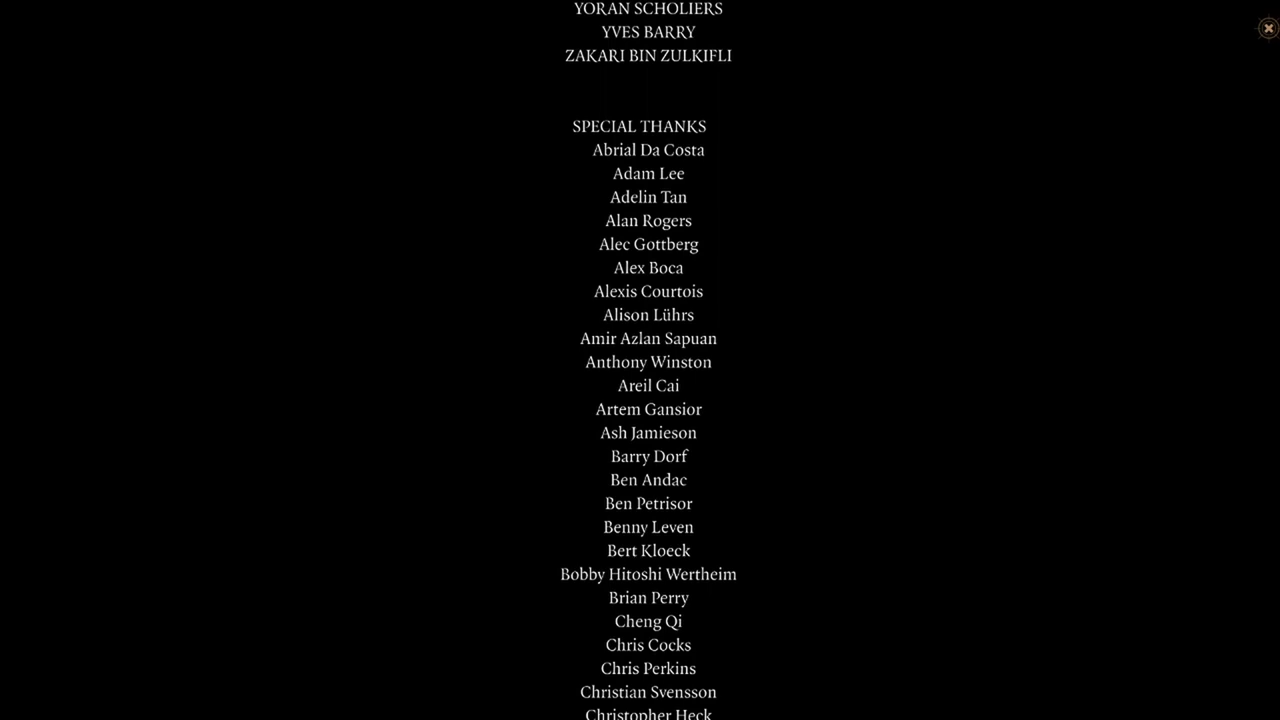 YORAN SCHOLIERS
YVES BARRY
ZAKARI BIN ZULKIFLI
SPECIAL THANKS
Abrial Da Costa
Adam Lee
Adelin Tan
Alan Rogers
Alec Gottberg
Alex Boca
Alexis Courtois
Alison Lührs
Amir Azlan Sapuan
Anthony Winston
Areil Cai
Artem Gansior
Ash Jamieson
Barry Dorf
Ben Andac
Ben Petrisor
Benny Leven
Bert Kloeck
Bobby Hitoshi Wertheim
Brian Perry
Cheng Qi
Chris Cocks
Chris Perkins
Christian Svensson
Christopher Heck